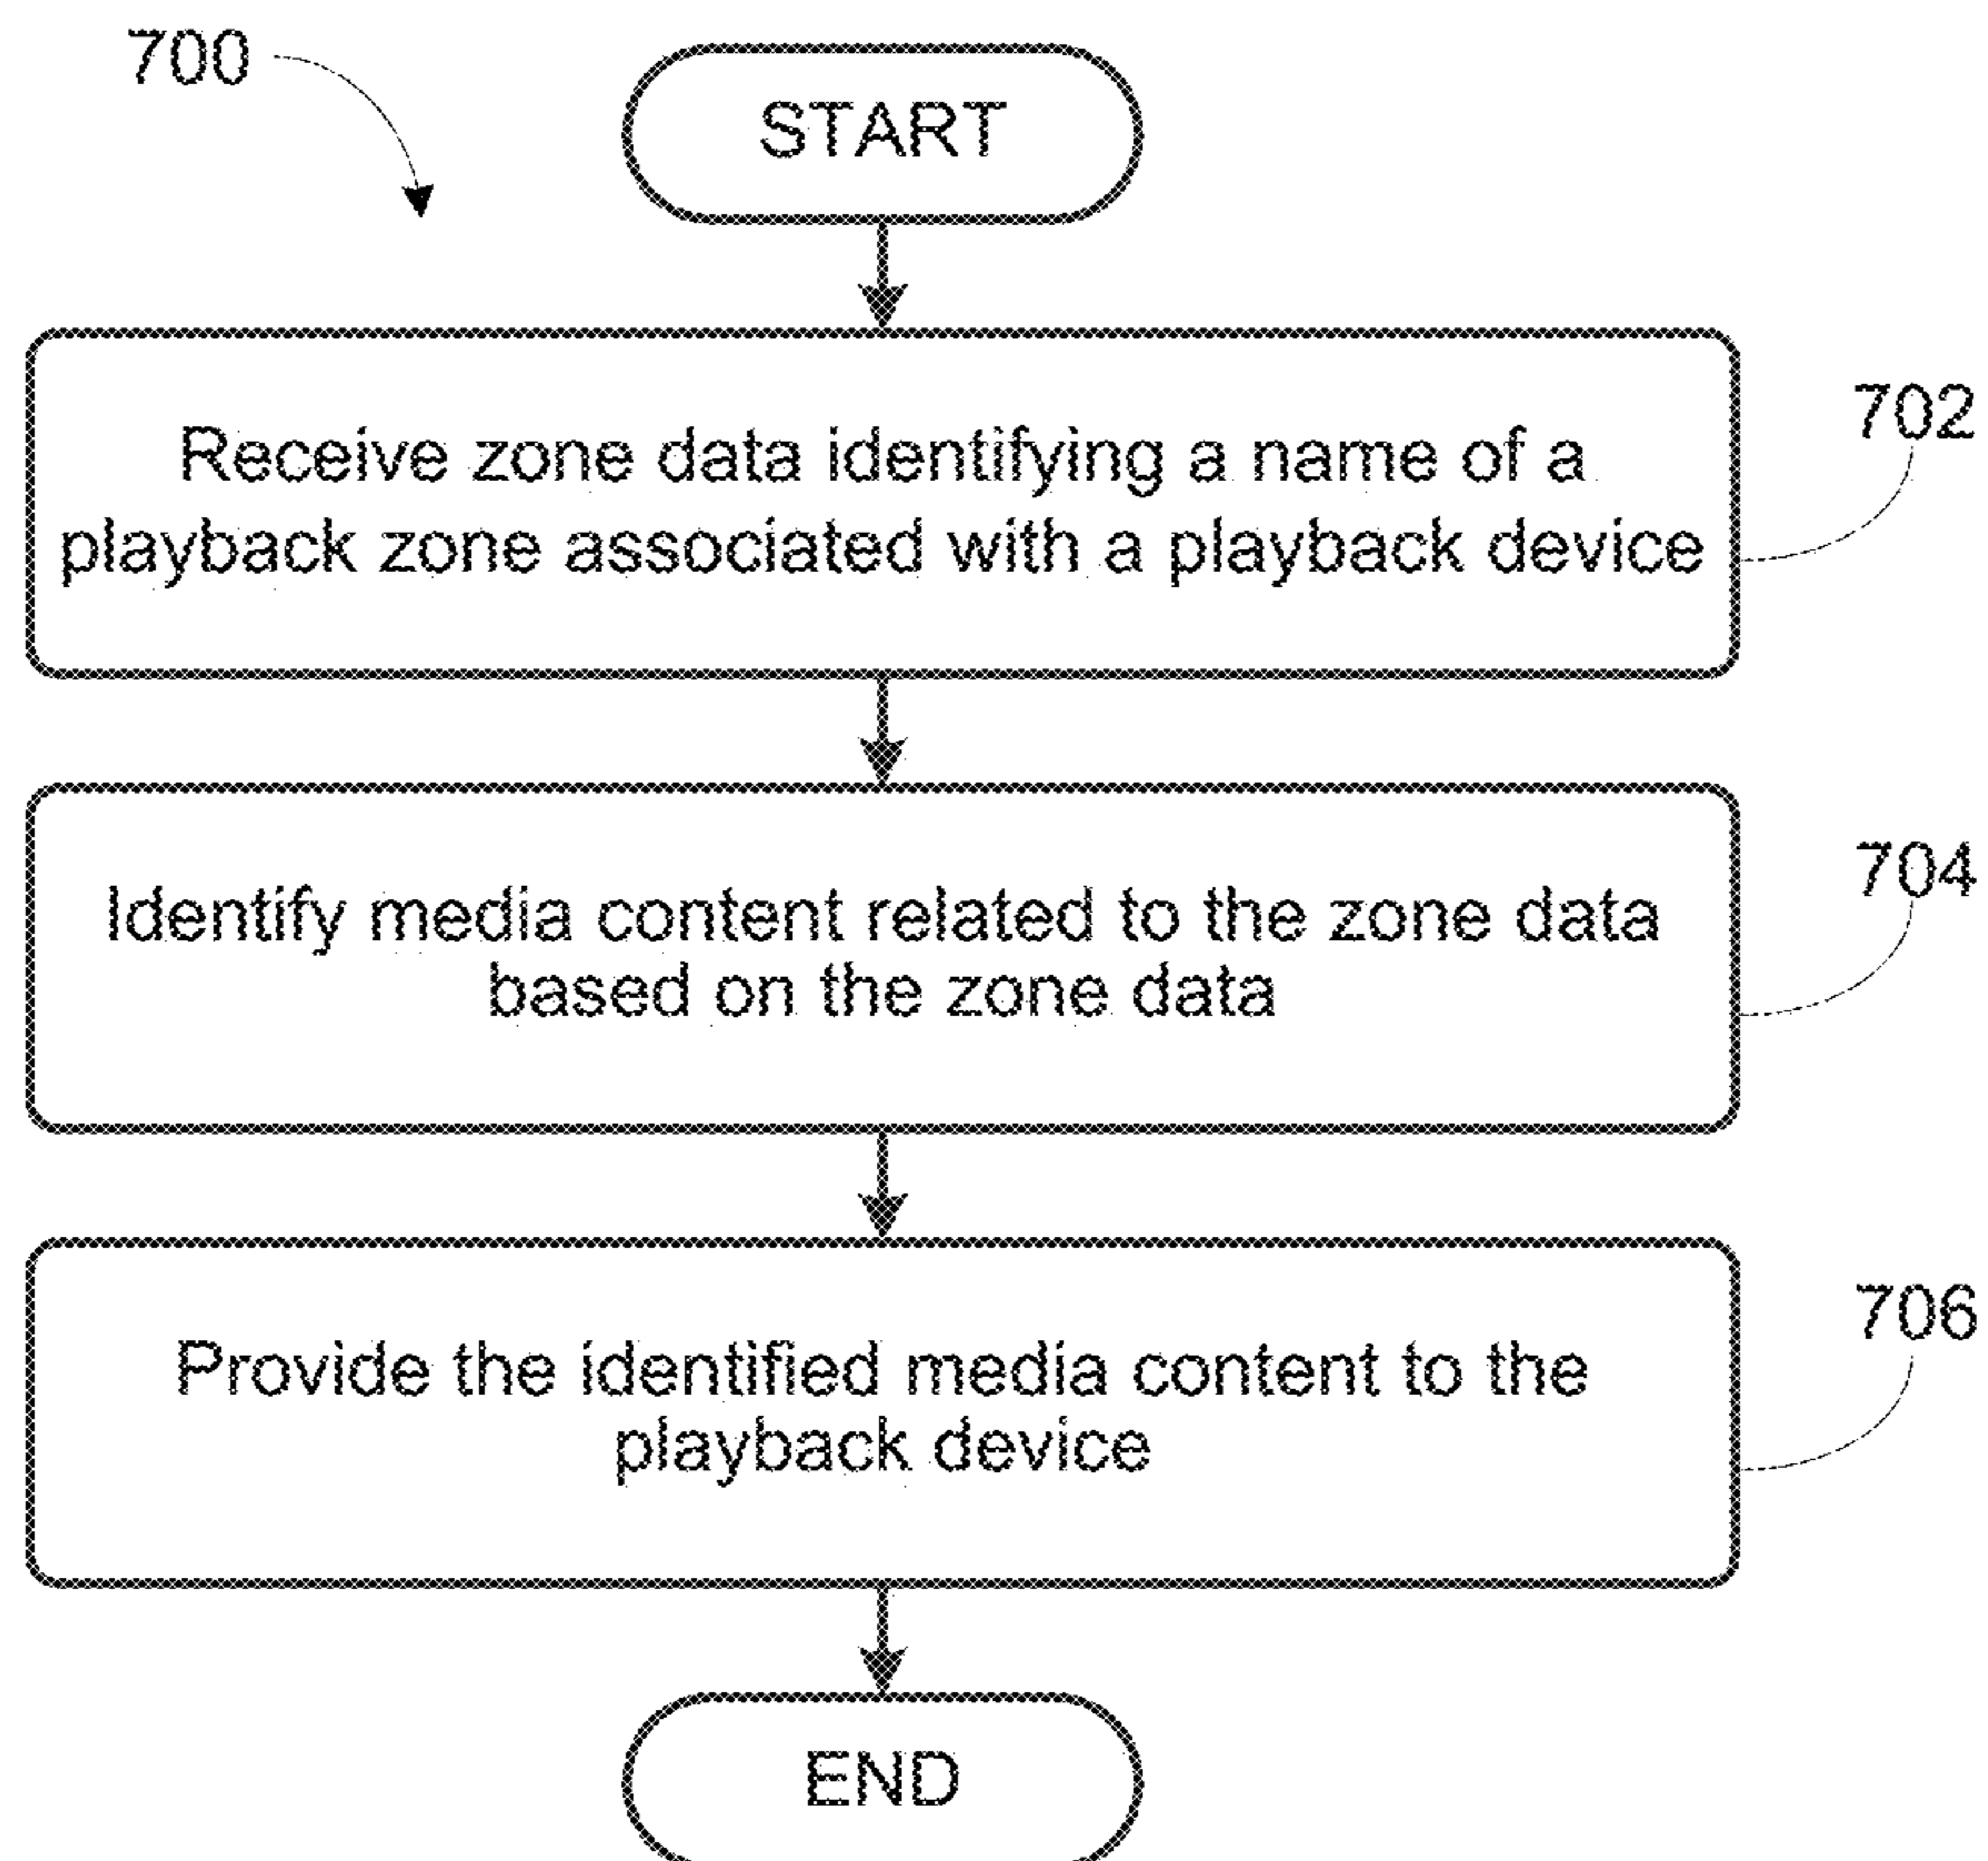 700
START
Receive zone data identifying a name of a
playback zone associated with a playback device
702
Identify media content related to the zone data
based on the zone data
704
Provide the identified media content to the
playback device
706
END